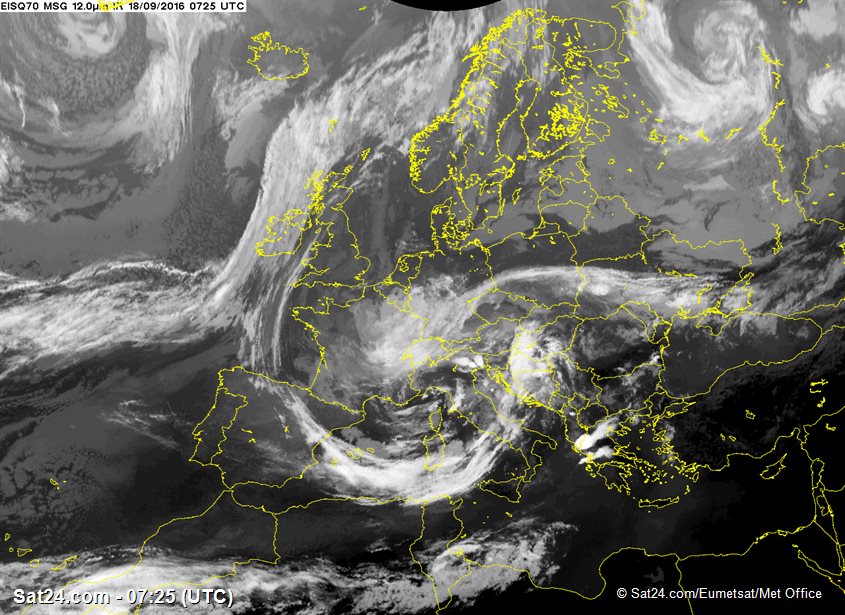 EISQ70 MSG 12.0µm IR 18/09/2016 0725 UTC
Sat24.com - 07:25 (UTC)
© Sat24.com/Eumetsat/Met Office